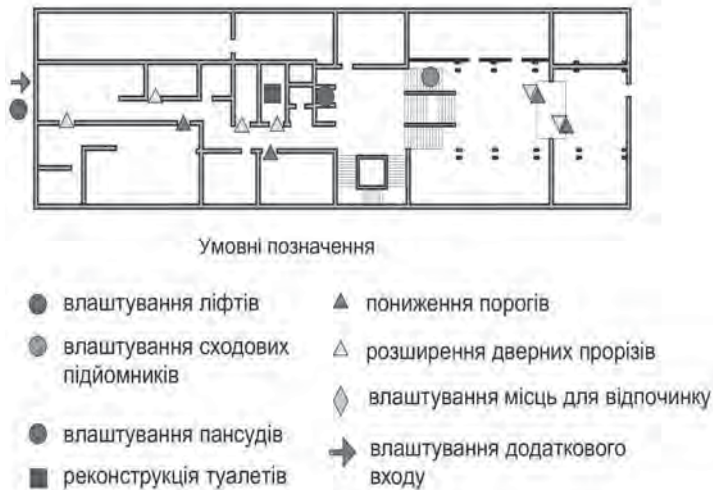 Умовні позначення
влаштування ліфтів
влаштування сходових
підйомників
влаштування пансудів
реконструкція туалетів
пониження порогів
розширення дверних прорізів
влаштування місць для відпочинку
влаштування додаткового
входу